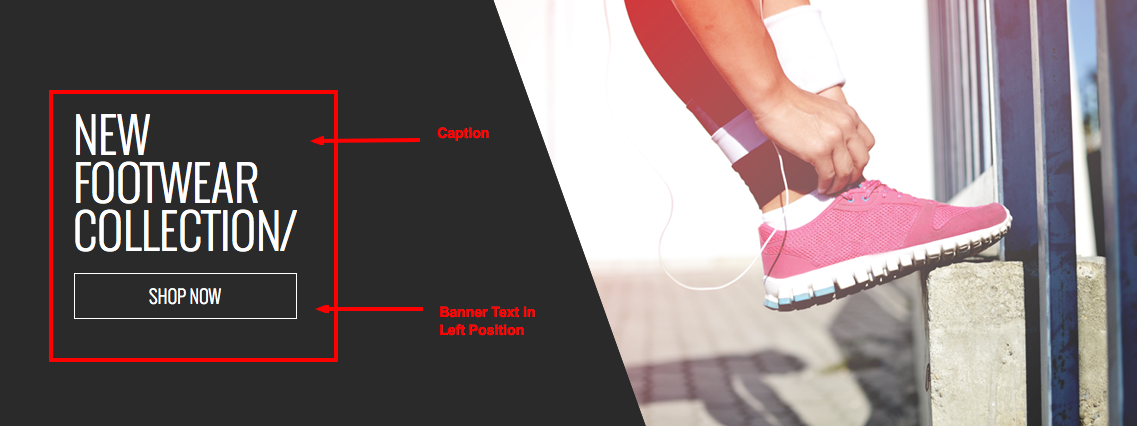 NEW
FOOTWEAR
COLLECTION/
SHOP NOW
Caption
Banner Text in
Left Position